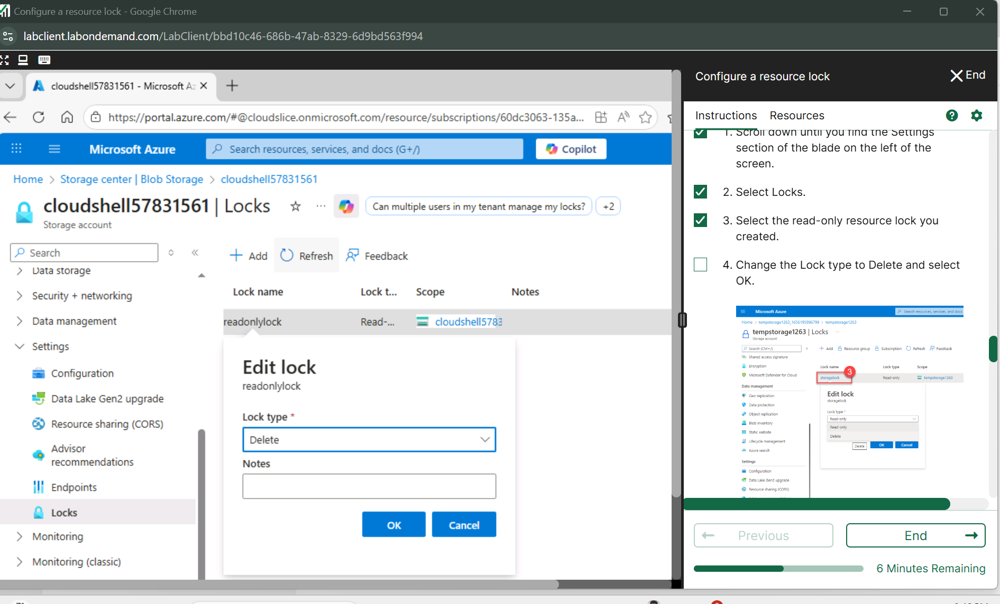 Configure a resource lock - Google Chrome
labclient.labondemand.com/LabClient/bbd10c46-686b-47ab-8329-6d9bd563f994
cloudshell57831561 - Microsoft Az
https://portal.azure.com/#@cloudslice.onmicrosoft.com/resource/subscriptions/60dc3063-135a...
Microsoft Azure
Search resources, services, and docs (G+/)
Copilot
Home > Storage center | Blob Storage > cloudshell57831561
cloudshell57831561 | Locks
Storage account
Can multiple users in my tenant manage my locks?
+2
Search
Data storage
Security + networking
Data management
Settings
Configuration
Data Lake Gen2 upgrade
Resource sharing (CORS)
Advisor
recommendations
Endpoints
Locks
Monitoring
Monitoring (classic)
Add
Refresh
Feedback
Lock name Lock t... Scope Notes
readonlylock Read-... cloudshell5783
Edit lock
readonlylock
Lock type *
Delete
Notes
OK
Cancel
Configure a resource lock
End
Instructions Resources
1. Scroll down until you find the Settings
section of the blade on the left of the
screen.
2. Select Locks.
3. Select the read-only resource lock you
created.
4. Change the Lock type to Delete and select
OK.
Microsoft Azure
Search resources, services, and docs
Home > tempstorage1263_1656195896799 > tempstorage1263
tempstorage1263 | Locks
Storage account
Search (Ctrl+/)
Add Resource group Subscription Refresh Feedback
Shared access signature
Encryption
Microsoft Defender for Cloud
Data management
Geo-replication
Data protection
Object replication
Blob inventory
Static website
Lifecycle management
Azure search
Settings
Configuration
Data Lake Gen2 upgrade
Resource sharing (CORS)
Lock name Lock type Scope
3
storagelock Read-only tempstorage1263
Edit lock
storagelock
Lock type *
Read-only
Read-only
Delete
Delete
OK
Cancel
Previous
End
6 Minutes Remaining